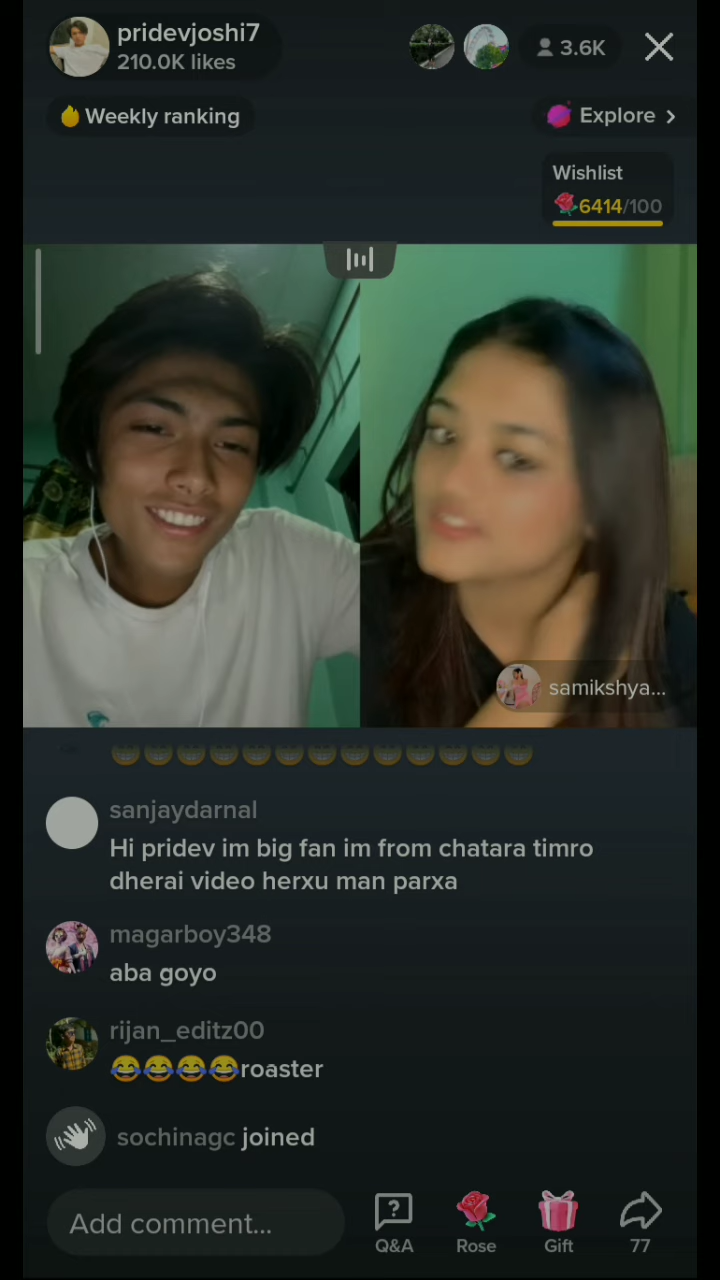 pridevjoshi7
210.0K likes
3.6K
Weekly ranking
Explore
Wishlist
6414/100
samikshya...
sanjaydarnal
Hi pridev im big fan im from chatara timro
dherai video herxu man parxa
magarboy348
aba goyo
rijan_editz00
😂😂😂😂roaster
sochinagc joined
Add comment...
Q&A
Rose
Gift
77